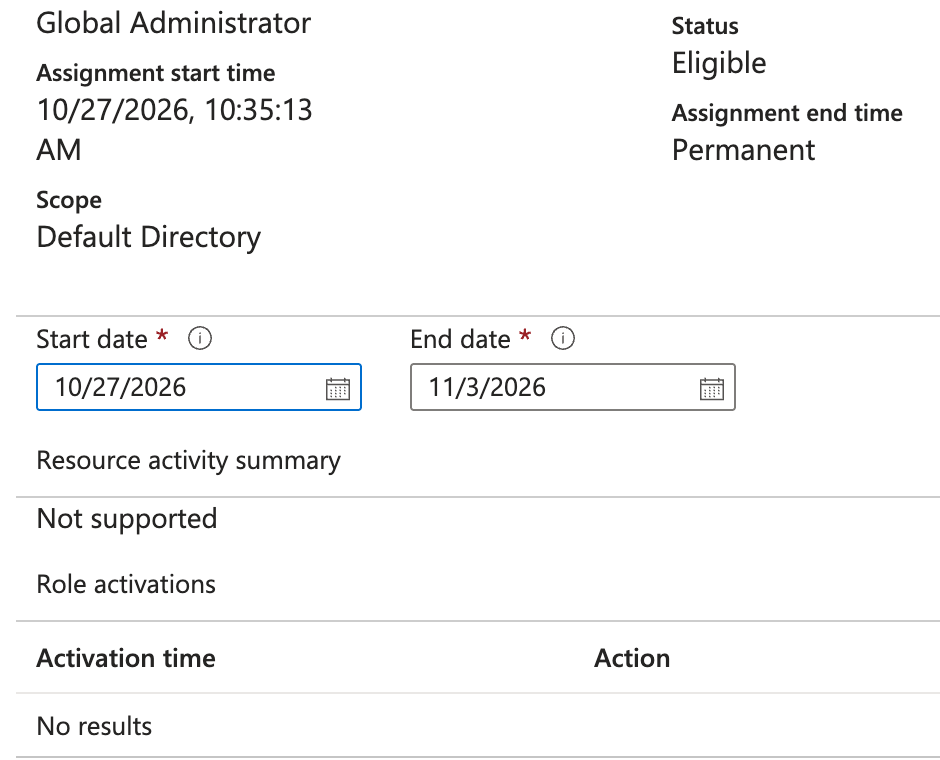 Global Administrator
Status
Eligible
Assignment start time
10/27/2026, 10:35:13
AM
Assignment end time
Permanent
Scope
Default Directory
Start date *
End date *
10/27/2026
11/3/2026
Resource activity summary
Not supported
Role activations
Activation time
Action
No results